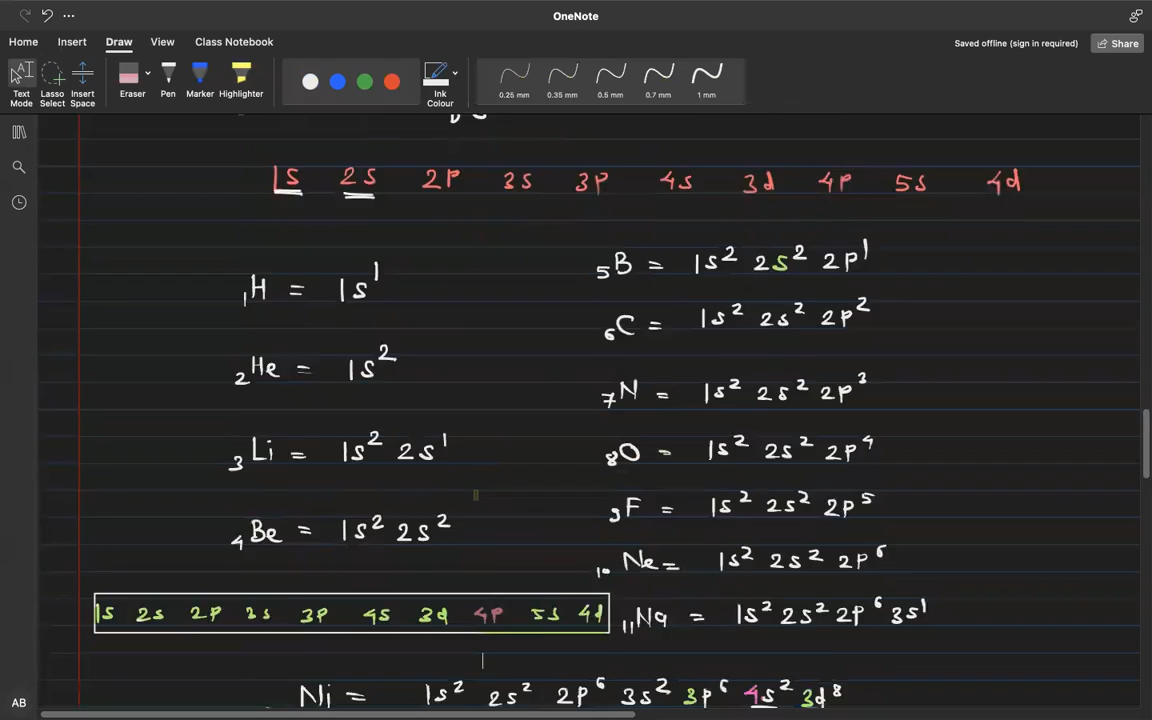 OneNote
Home Insert Draw View Class Notebook
Saved offline (sign in required) Share
Text Mode
Lasso Select
Insert Space
Eraser
Pen
Marker
Highlighter
Ink Colour
0.25 mm 0.35 mm 0.5 mm 0.7 mm 1 mm
1s 2s 2p 3s 3p 4s 3d 4p 5s 4d
₁H = 1s¹
₂He = 1s²
₃Li = 1s² 2s¹
₄Be = 1s² 2s²
₅B = 1s² 2s² 2p¹
₆C = 1s² 2s² 2p²
₇N = 1s² 2s² 2p³
₈O = 1s² 2s² 2p⁴
₉F = 1s² 2s² 2p⁵
₁₀Ne = 1s² 2s² 2p⁶
₁₁Na = 1s² 2s² 2p⁶ 3s¹
1s 2s 2p 3s 3p 4s 3d 4p 5s 4d
Ni = 1s² 2s² 2p⁶ 3s² 3p⁶ 4s² 3d⁸
AB